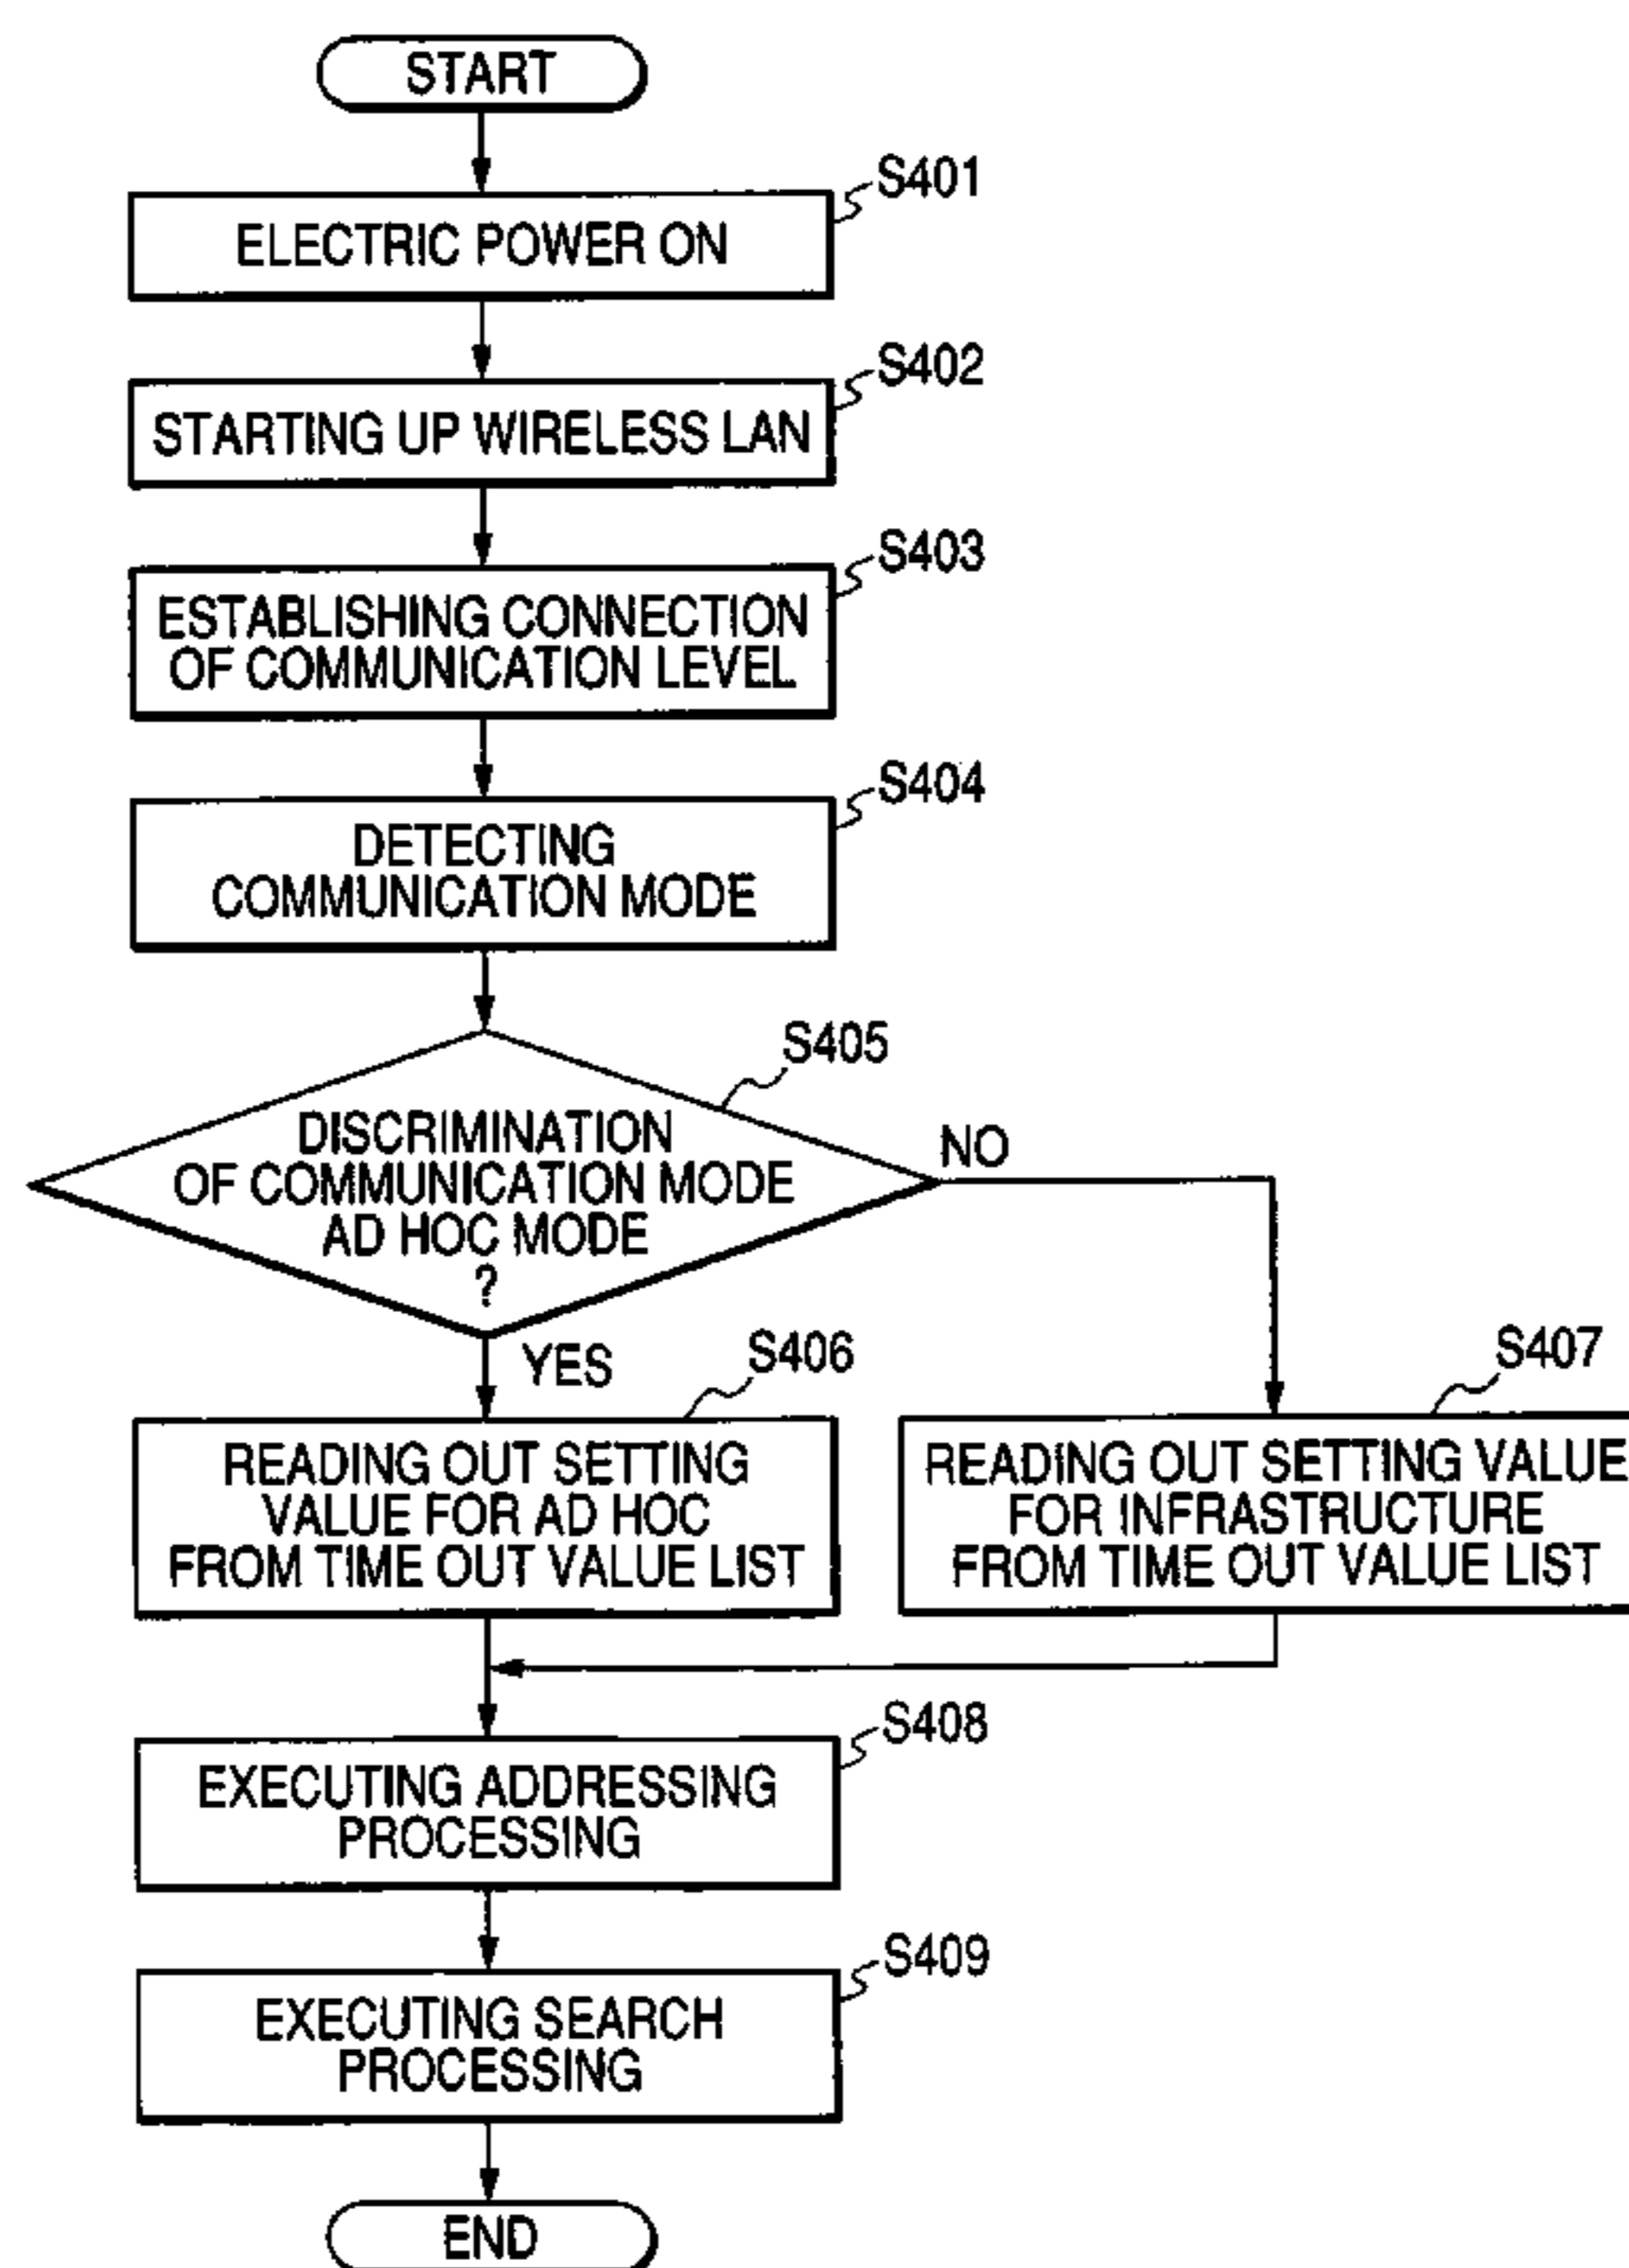 START
S401
ELECTRIC POWER ON
S402
STARTING UP WIRELESS LAN
S403
ESTABLISHING CONNECTION
OF COMMUNICATION LEVEL
S404
DETECTING
COMMUNICATION MODE
S405
DISCRIMINATION
OF COMMUNICATION MODE
AD HOC MODE
?
NO
YES
S406
READING OUT SETTING
VALUE FOR AD HOC
FROM TIME OUT VALUE LIST
S407
READING OUT SETTING VALUE
FOR INFRASTRUCTURE
FROM TIME OUT VALUE LIST
S408
EXECUTING ADDRESSING
PROCESSING
S409
EXECUTING SEARCH
PROCESSING
END